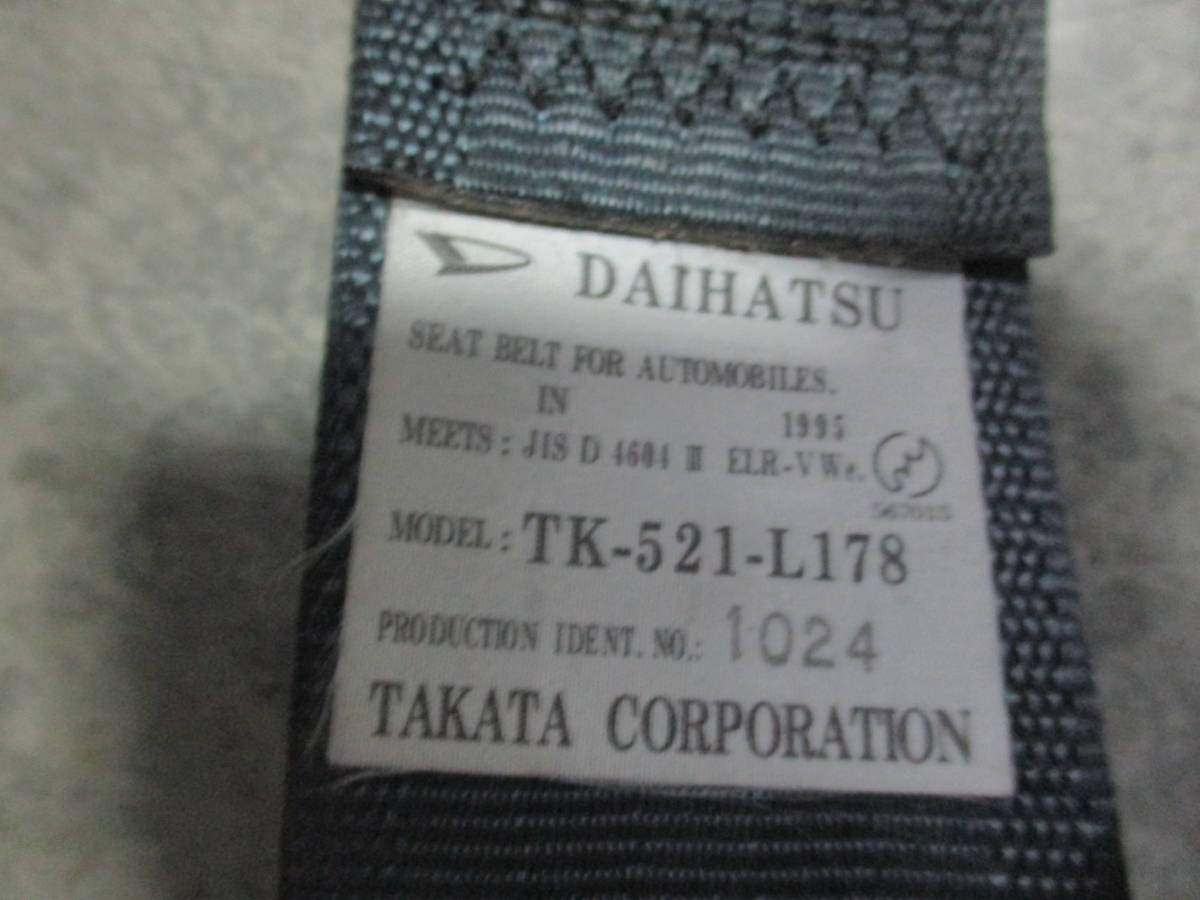 DAIHATSU
SEAT BELT FOR AUTOMOBILES.
IN 1995
MEETS: JIS D 4604 III ELR-VWe.
MODEL: TK-521-L178
PRODUCTION IDENT. NO.: 1024
TAKATA CORPORATION